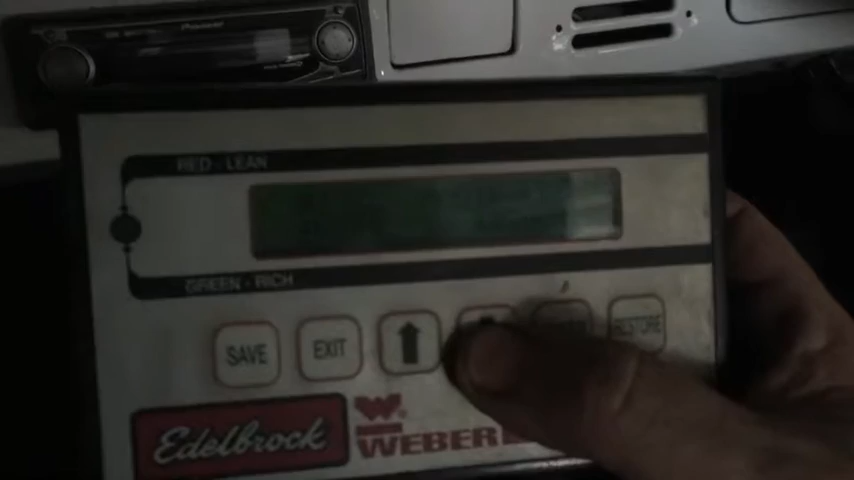 Pioneer
RED - LEAN
GREEN - RICH
SAVE
EXIT
RESTORE
Edelbrock
WEBER